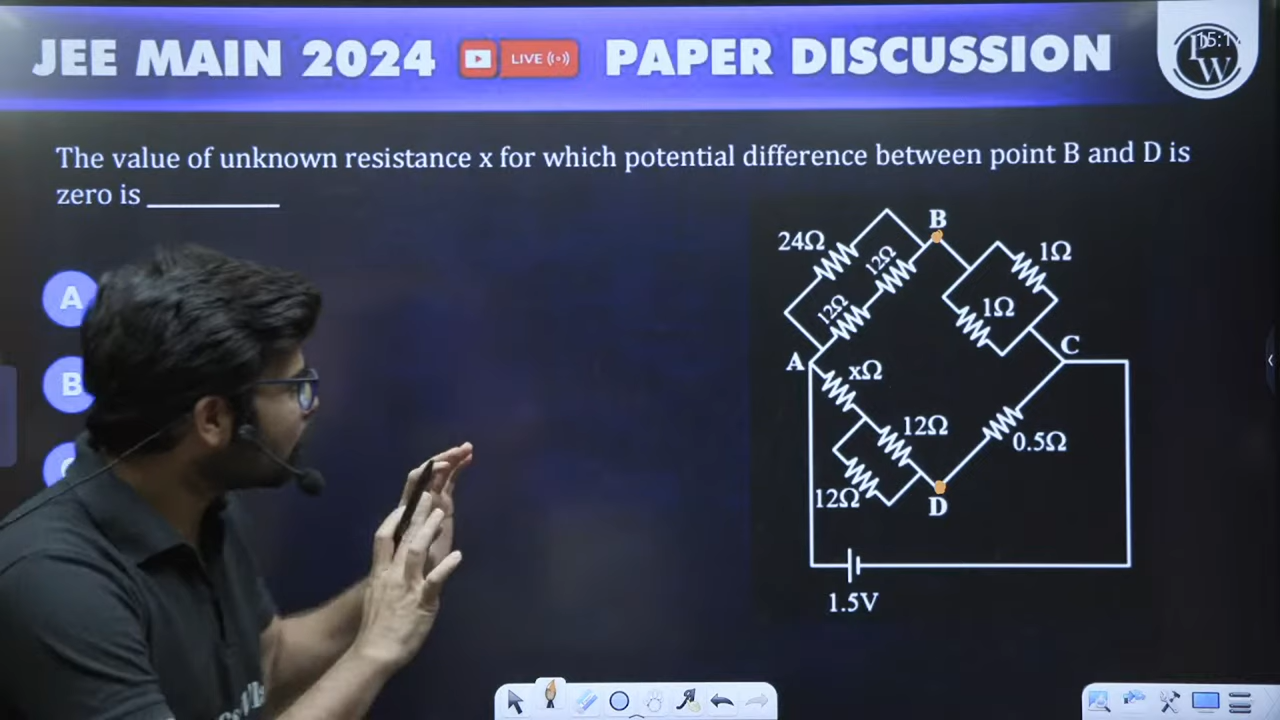 JEE MAIN 2024 LIVE PAPER DISCUSSION
The value of unknown resistance x for which potential difference between point B and D is
zero is __________
A
B
24Ω
12Ω
12Ω
B
1Ω
1Ω
A
xΩ
C
12Ω
0.5Ω
12Ω
D
1.5V